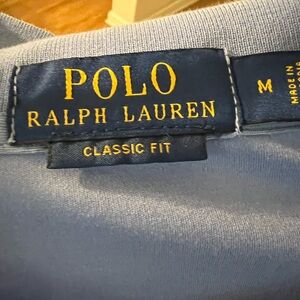 POLO
RALPH LAUREN
CLASSIC FIT
M
MADE IN